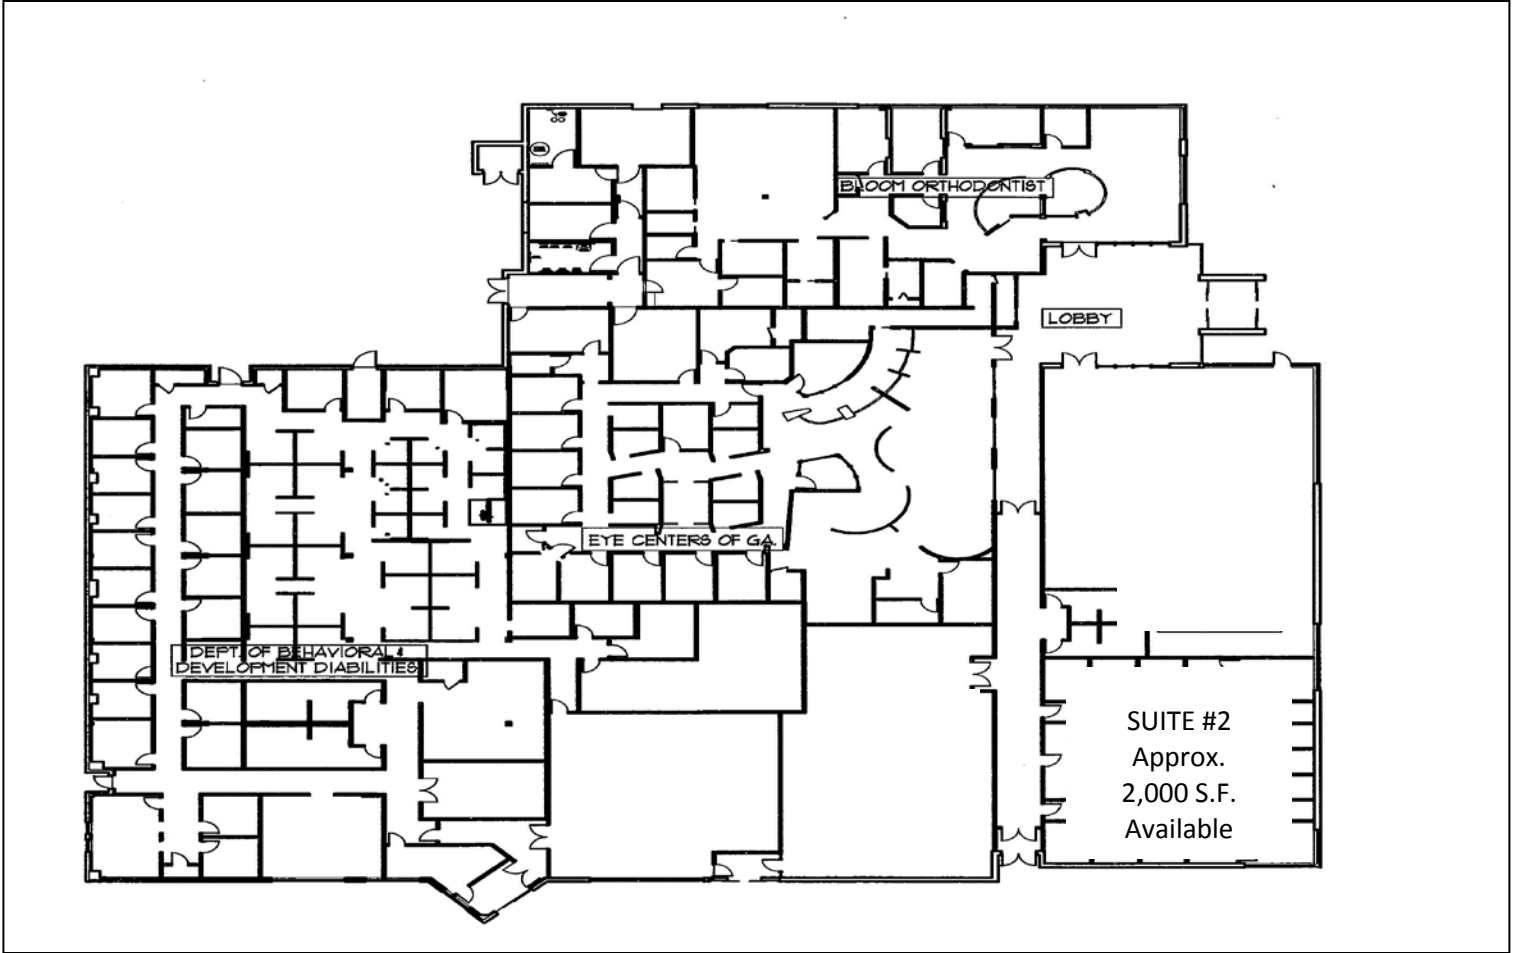 BLOOM ORTHODONTIST
LOBBY
EYE CENTERS OF GA.
DEPT. OF BEHAVIORAL &
DEVELOPMENT DIABILITIES
SUITE #2
Approx.
2,000 S.F.
Available